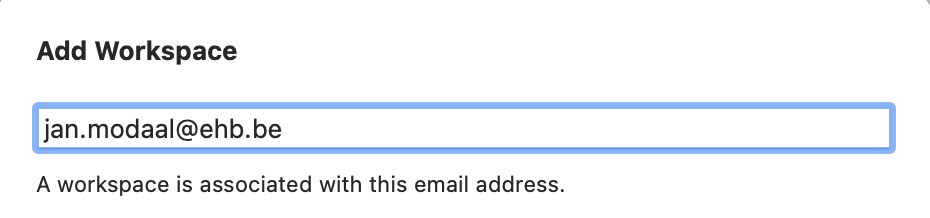 Add Workspace
jan.modaal@ehb.be
A workspace is associated with this email address.